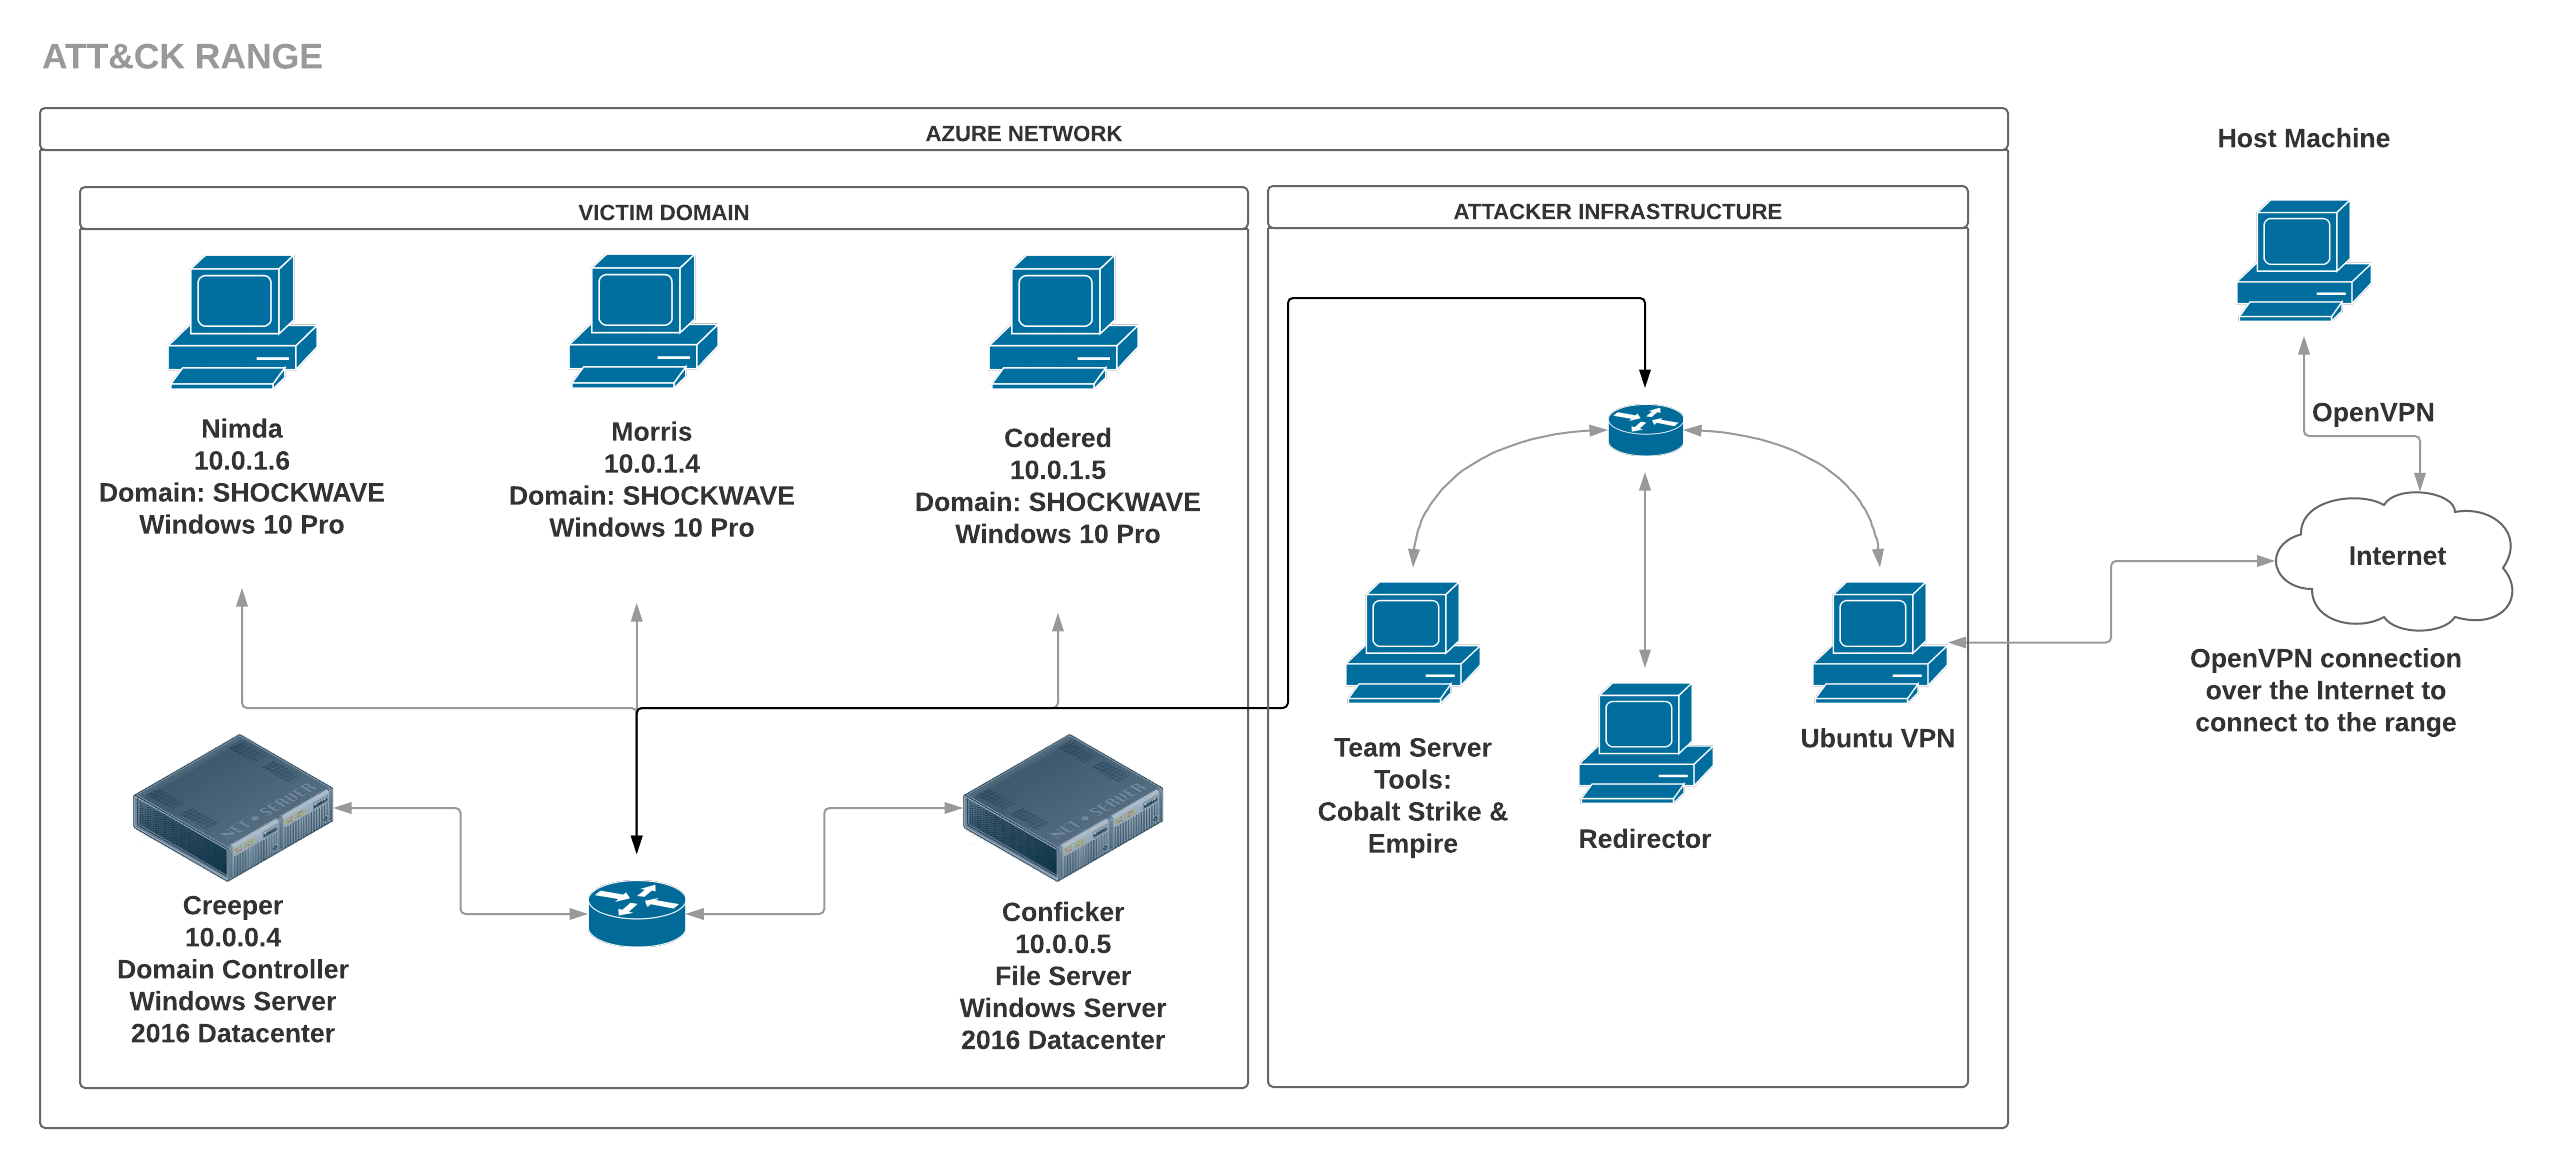 ATT&CK RANGE
AZURE NETWORK
VICTIM DOMAIN
Nimda
10.0.1.6
Domain: SHOCKWAVE
Windows 10 Pro
Morris
10.0.1.4
Domain: SHOCKWAVE
Windows 10 Pro
Codered
10.0.1.5
Domain: SHOCKWAVE
Windows 10 Pro
NET SERVER
Creeper
10.0.0.4
Domain Controller
Windows Server
2016 Datacenter
NET SERVER
Conficker
10.0.0.5
File Server
Windows Server
2016 Datacenter
ATTACKER INFRASTRUCTURE
Team Server
Tools:
Cobalt Strike &
Empire
Redirector
Ubuntu VPN
Host Machine
OpenVPN
Internet
OpenVPN connection
over the Internet to
connect to the range